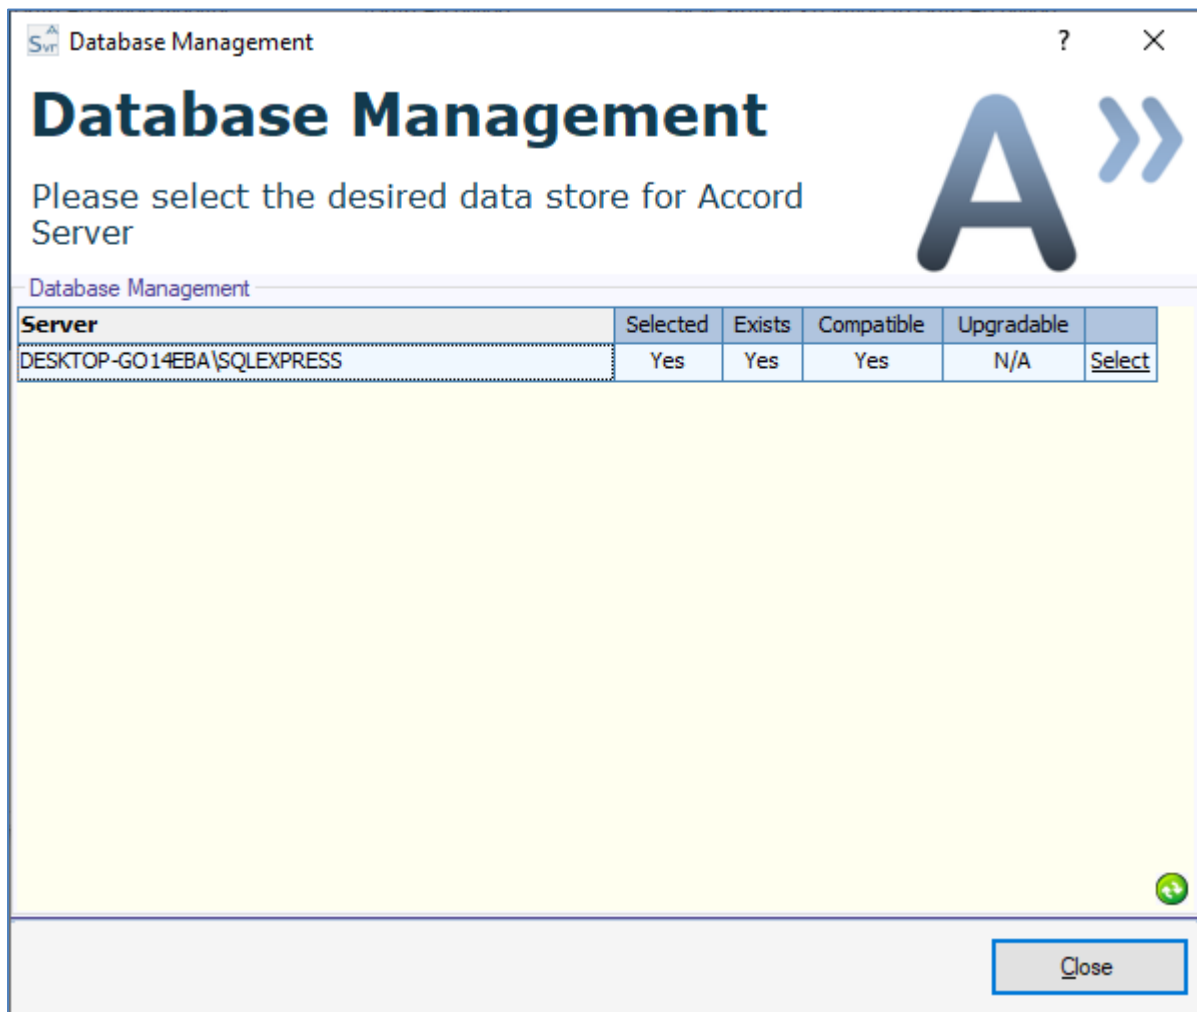 Database Management
?
Database Management
Please select the desired data store for Accord
Server
Database Management
Server Selected Exists Compatible Upgradable
DESKTOP-GO14EBA\SQLEXPRESS Yes Yes Yes N/A Select
Close